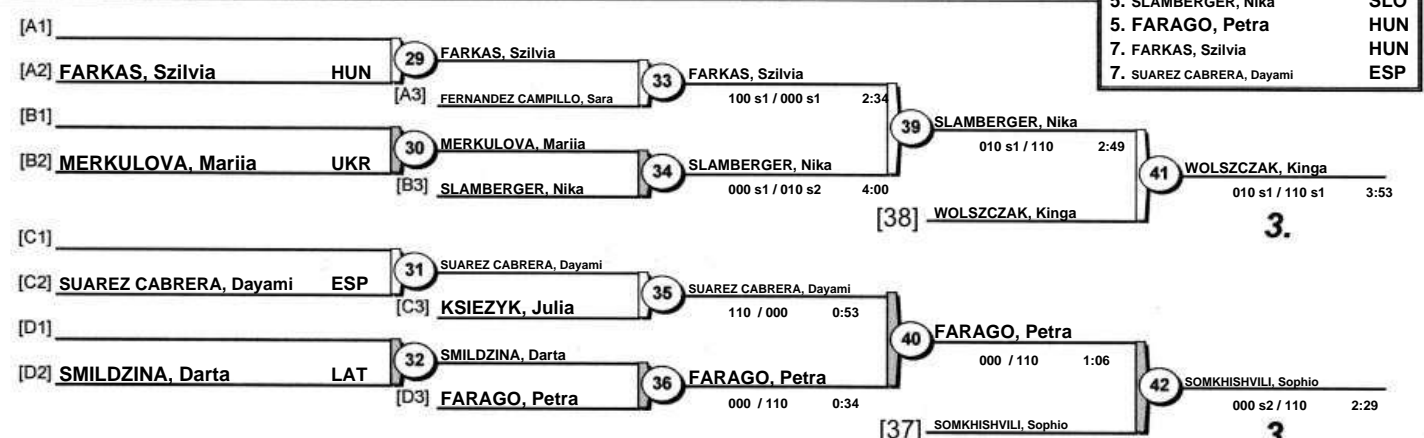 5. SLAMBERGER, Nika SLO
5. FARAGO, Petra HUN
7. FARKAS, Szilvia HUN
7. SUAREZ CABRERA, Dayami ESP
[A1]
29 FARKAS, Szilvia
[A2] FARKAS, Szilvia HUN
33 FARKAS, Szilvia
[A3] FERNANDEZ CAMPILLO, Sara
100 s1 / 000 s1 2:34
[B1]
39 SLAMBERGER, Nika
30 MERKULOVA, Mariia
010 s1 / 110 2:49
[B2] MERKULOVA, Mariia UKR
34 SLAMBERGER, Nika
41 WOLSZCZAK, Kinga
[B3] SLAMBERGER, Nika
000 s1 / 010 s2 4:00
010 s1 / 110 s1 3:53
[38] WOLSZCZAK, Kinga
3.
[C1]
31 SUAREZ CABRERA, Dayami
[C2] SUAREZ CABRERA, Dayami ESP
35 SUAREZ CABRERA, Dayami
[C3] KSIEZYK, Julia
110 / 000 0:53
[D1]
40 FARAGO, Petra
32 SMILDZINA, Darta
000 / 110 1:06
[D2] SMILDZINA, Darta LAT
36 FARAGO, Petra
42 SOMKHISHVILI, Sophio
[D3] FARAGO, Petra
000 / 110 0:34
000 s2 / 110 2:29
[37] SOMKHISHVILI, Sophio
3.